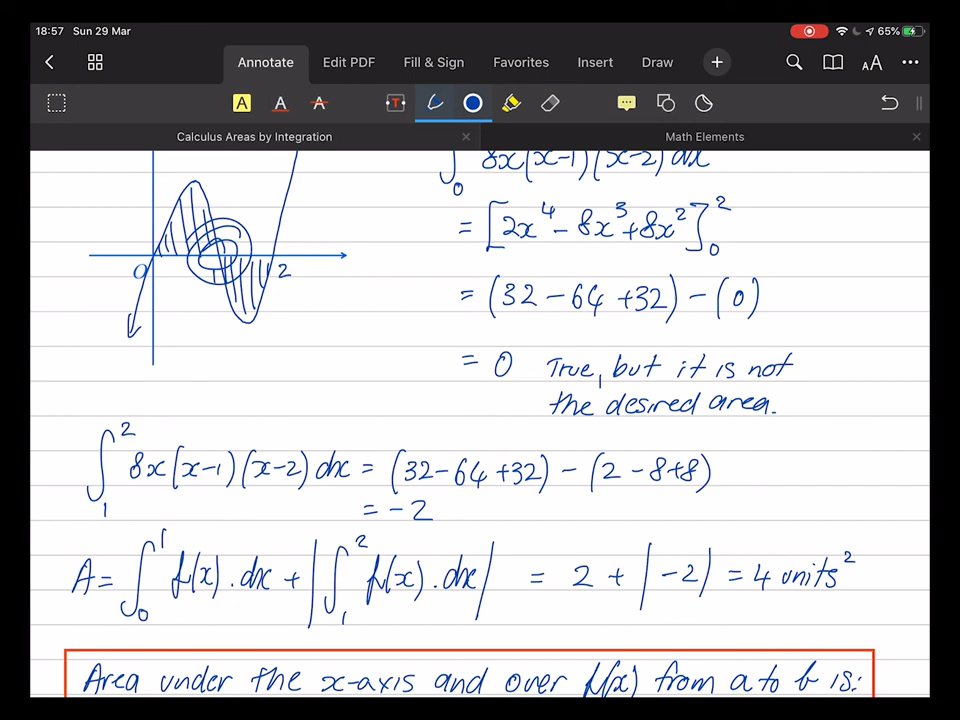 18:57 Sun 29 Mar 65%
Annotate Edit PDF Fill & Sign Favorites Insert Draw
Calculus Areas by Integration
Math Elements
∫₀ 8x(x-1)(x-2) dx
= [2x⁴ - 8x³ + 8x²]₀²
= (32 - 64 + 32) - (0)
= 0 True, but it is not
the desired area.
0 2
∫₁² 8x(x-1)(x-2) dx = (32-64+32) - (2-8+8)
= -2
A = ∫₀¹ f(x).dx + |∫₁² f(x).dx| = 2 + |-2| = 4 units²
Area under the x-axis and over f(x) from a to b is: